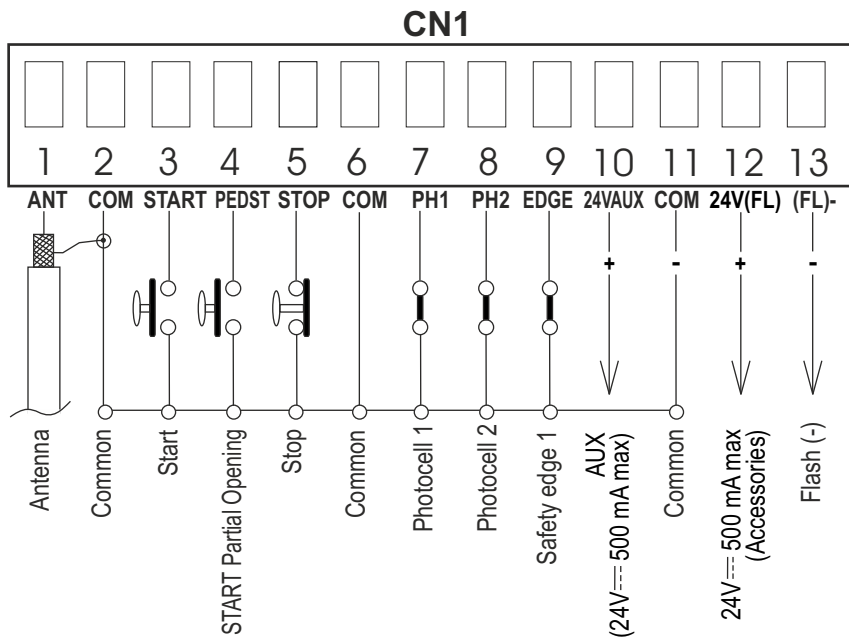 CN1
1 2 3 4 5 6 7 8 9 10 11 12 13
ANT COM START PEDST STOP COM PH1 PH2 EDGE 24VAUX COM 24V(FL) (FL)-
+ - + -
Antenna
Common
Start
START Partial Opening
Stop
Common
Photocell 1
Photocell 2
Safety edge 1
AUX
(24V⎓ 500 mA max)
Common
24V⎓ 500 mA max
(Accessories)
Flash (-)